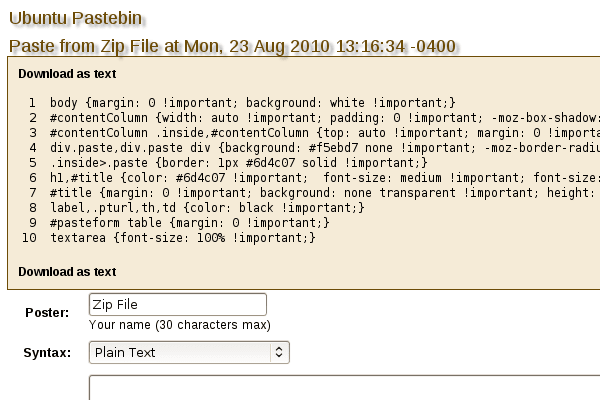 Ubuntu Pastebin
Paste from Zip File at Mon, 23 Aug 2010 13:16:34 -0400
Download as text
1 body {margin: 0 !important; background: white !important;}
2 #contentColumn {width: auto !important; padding: 0 !important; -moz-box-shadow:
3 #contentColumn .inside,#contentColumn {top: auto !important; margin: 0 !importa
4 div.paste,div.paste div {background: #f5ebd7 none !important; -moz-border-radiu
5 .inside>.paste {border: 1px #6d4c07 solid !important;}
6 h1,#title {color: #6d4c07 !important;  font-size: medium !important; font-size:
7 #title {margin: 0 !important; background: none transparent !important; height:
8 label,.pturl,th,td {color: black !important;}
9 #pasteform table {margin: 0 !important;}
10 textarea {font-size: 100% !important;}
Download as text
Poster: Zip File
Your name (30 characters max)
Syntax: Plain Text